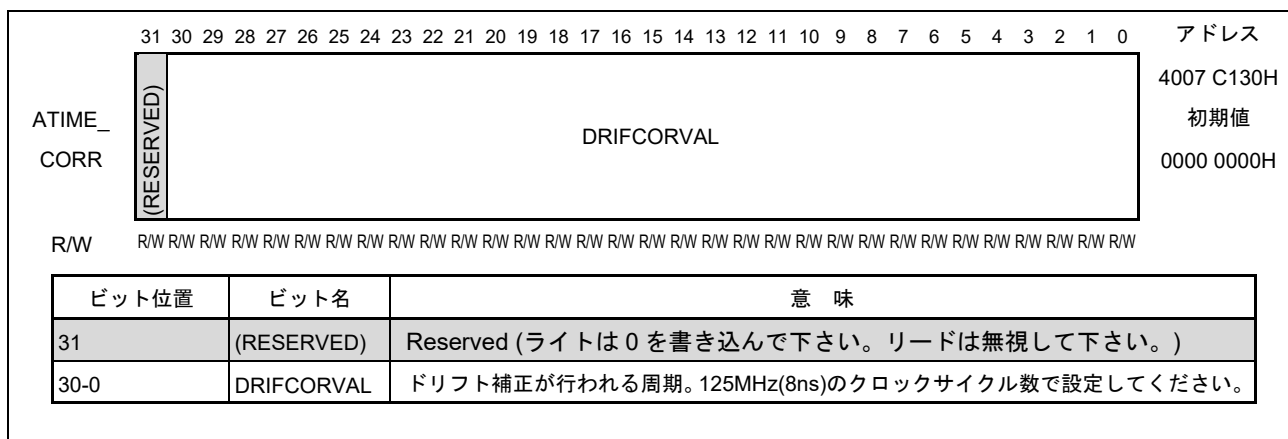 31 30 29 28 27 26 25 24 23 22 21 20 19 18 17 16 15 14 13 12 11 10 9 8 7 6 5 4 3 2 1 0 アドレス
ATIME_
CORR
(RESERVED)
DRIFCORVAL
4007 C130H
初期値
0000 0000H
R/W R/W R/W R/W R/W R/W R/W R/W R/W R/W R/W R/W R/W R/W R/W R/W R/W R/W R/W R/W R/W R/W R/W R/W R/W R/W R/W R/W R/W R/W R/W R/W R/W
ビット位置 ビット名 意 味
31 (RESERVED) Reserved (ライトは 0 を書き込んで下さい。リードは無視して下さい。)
30-0 DRIFCORVAL ドリフト補正が行われる周期。125MHz(8ns)のクロックサイクル数で設定してください。